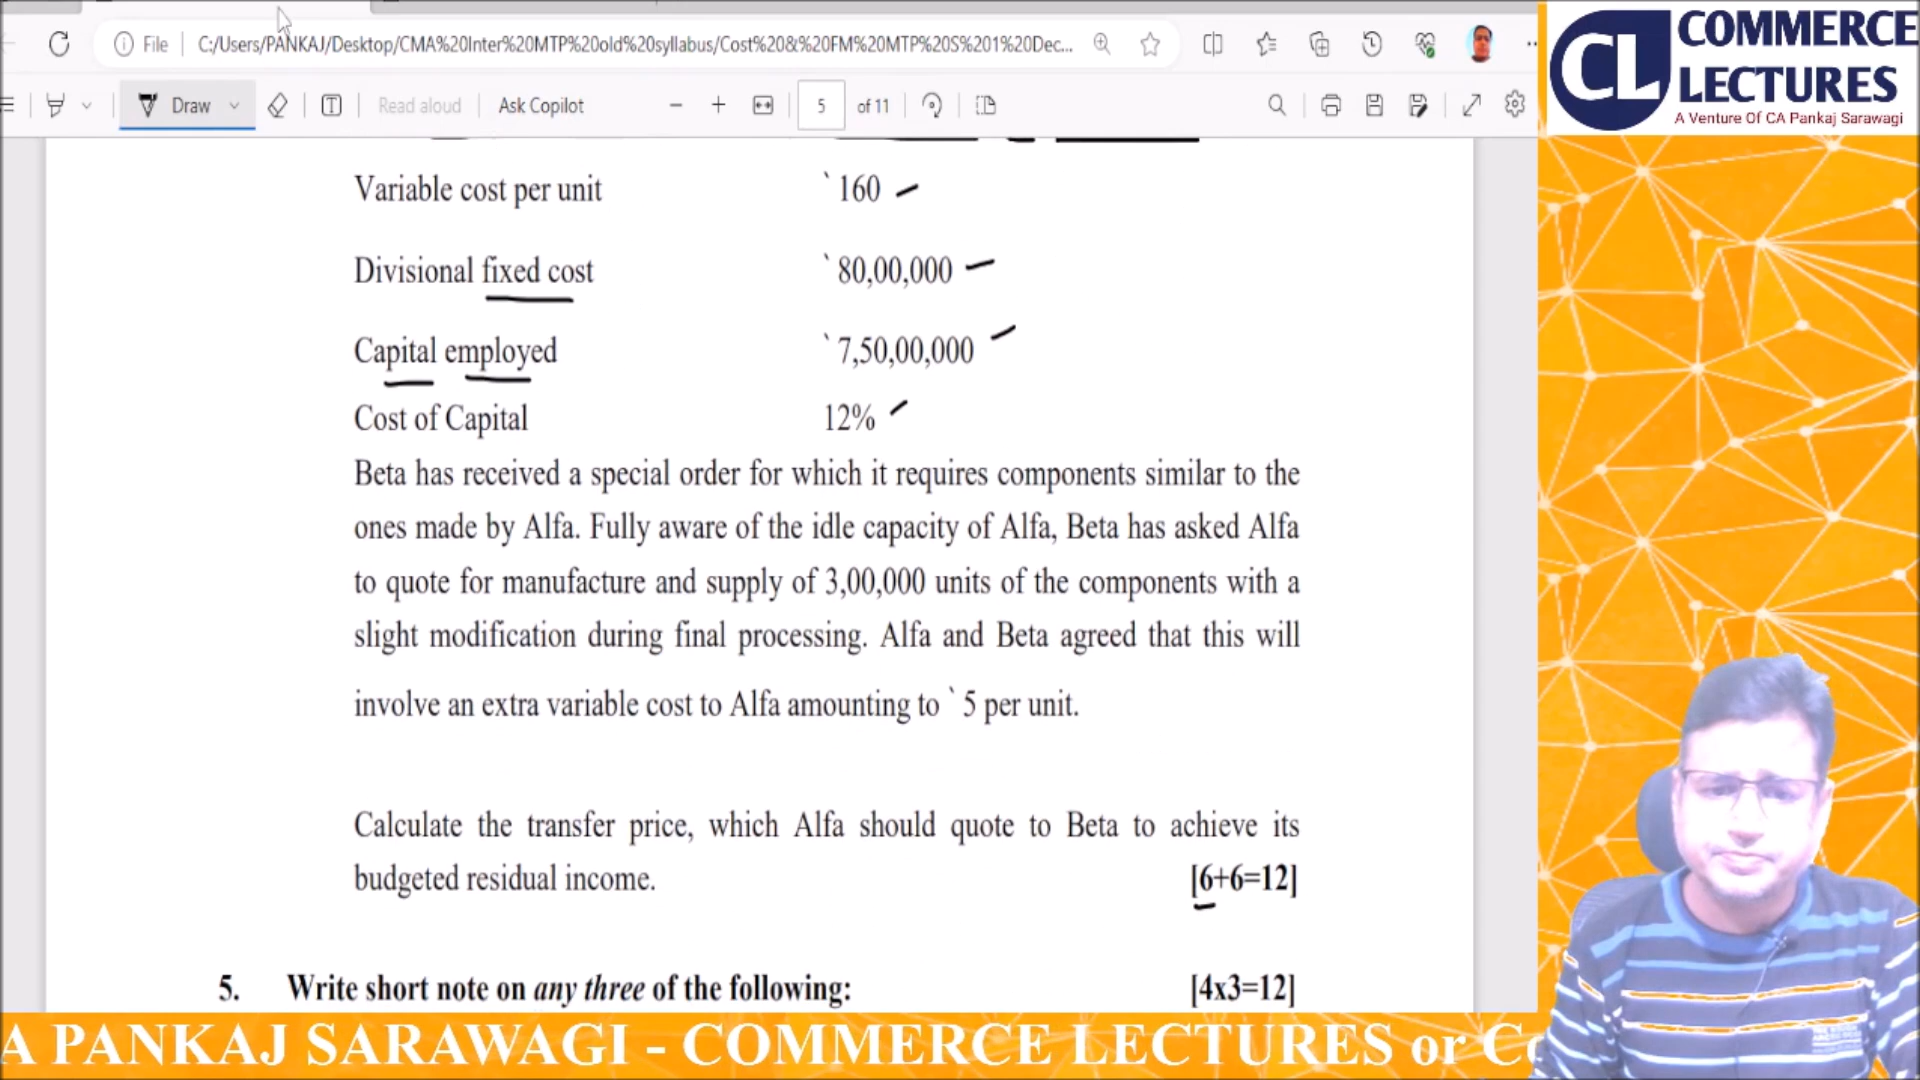 File
C:/Users/PANKAJ/Desktop/CMA%20Inter%20MTP%20old%20syllabus/Cost%20&%20FM%20MTP%20S%201%20Dec...
Draw
Read aloud
Ask Copilot
5
of 11
CL
COMMERCE
LECTURES
A Venture Of CA Pankaj Sarawagi
Variable cost per unit `160
Divisional fixed cost `80,00,000
Capital employed `7,50,00,000
Cost of Capital 12%
Beta has received a special order for which it requires components similar to the
ones made by Alfa. Fully aware of the idle capacity of Alfa, Beta has asked Alfa
to quote for manufacture and supply of 3,00,000 units of the components with a
slight modification during final processing. Alfa and Beta agreed that this will
involve an extra variable cost to Alfa amounting to ` 5 per unit.
Calculate the transfer price, which Alfa should quote to Beta to achieve its
budgeted residual income. [6+6=12]
5. Write short note on any three of the following: [4x3=12]
A PANKAJ SARAWAGI - COMMERCE LECTURES or